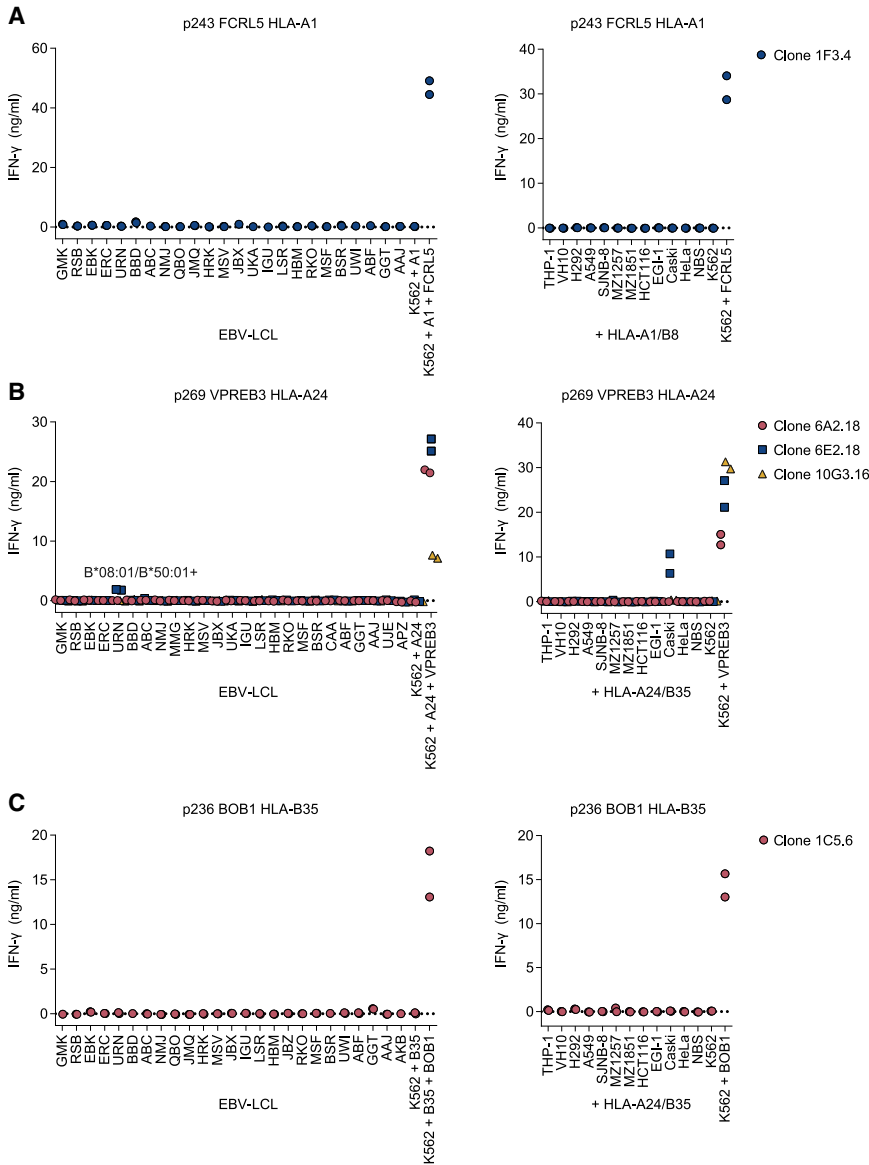 A
p243 FCRL5 HLA-A1
IFN-γ (ng/ml)
60
40
20
0
GMK
RSB
EBK
ERC
URN
BBD
ABC
NMJ
QBO
JMQ
HRK
MSV
JBX
UKA
IGU
LSR
HBM
RKO
MSF
BSR
UWI
ABF
GGT
AAJ
K562 + A1
K562 + A1 + FCRL5
EBV-LCL
p243 FCRL5 HLA-A1
IFN-γ (ng/ml)
40
30
20
10
0
THP-1
VH10
H292
A549
SJNB-8
MZ1257
MZ1851
HCT116
EGI-1
Caski
HeLa
NBS
K562
K562 + FCRL5
+ HLA-A1/B8
Clone 1F3.4
B
p269 VPREB3 HLA-A24
IFN-γ (ng/ml)
30
20
10
0
B*08:01/B*50:01+
GMK
RSB
EBK
ERC
URN
BBD
ABC
NMJ
MMG
HRK
MSV
JBX
UKA
IGU
LSR
HBM
RKO
MSF
BSR
CAA
ABF
GGT
AAJ
UJE
APZ
K562 + A24
K562 + A24 + VPREB3
EBV-LCL
p269 VPREB3 HLA-A24
IFN-γ (ng/ml)
40
30
20
10
0
THP-1
VH10
H292
A549
SJNB-8
MZ1257
MZ1851
HCT116
EGI-1
Caski
HeLa
NBS
K562
K562 + VPREB3
+ HLA-A24/B35
Clone 6A2.18
Clone 6E2.18
Clone 10G3.16
C
p236 BOB1 HLA-B35
IFN-γ (ng/ml)
20
15
10
5
0
GMK
RSB
EBK
ERC
URN
BBD
ABC
NMJ
QBO
JMQ
HRK
MSV
JBX
IGU
LSR
HBM
JBZ
RKO
MSF
BSR
UWI
ABF
GGT
AAJ
AKB
K562 + B35
K562 + B35 + BOB1
EBV-LCL
p236 BOB1 HLA-B35
IFN-γ (ng/ml)
20
15
10
5
0
THP-1
VH10
H292
A549
SJNB-8
MZ1257
MZ1851
HCT116
EGI-1
Caski
HeLa
NBS
K562
K562 + BOB1
+ HLA-A24/B35
Clone 1C5.6